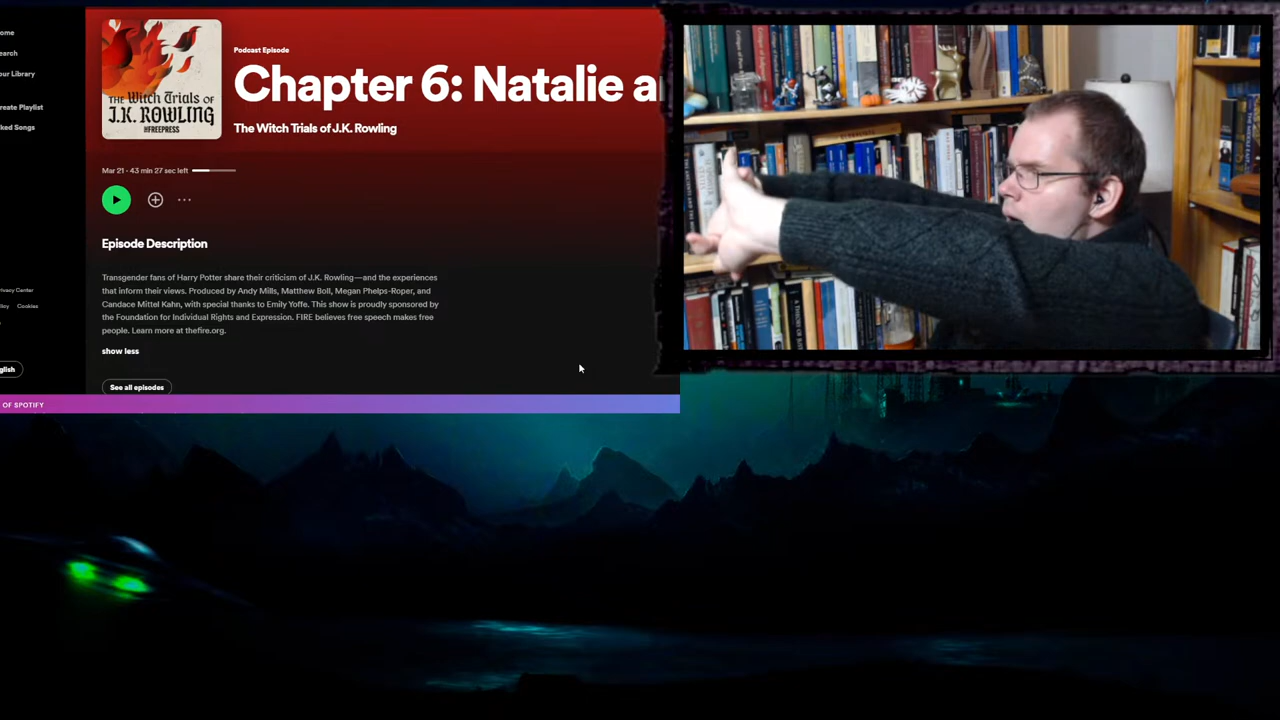 ome
earch
our Library
reate Playlist
ked Songs
rivacy Center
licy Cookies
glish
THE WITCH TRIALS OF
J.K. ROWLING
#FREEPRESS
Podcast Episode
Chapter 6: Natalie a
The Witch Trials of J.K. Rowling
Mar 21 · 43 min 27 sec left
Episode Description
Transgender fans of Harry Potter share their criticism of J.K. Rowling—and the experiences
that inform their views. Produced by Andy Mills, Matthew Boll, Megan Phelps-Roper, and
Candace Mittel Kahn, with special thanks to Emily Yoffe. This show is proudly sponsored by
the Foundation for Individual Rights and Expression. FIRE believes free speech makes free
people. Learn more at thefire.org.
show less
See all episodes
OF SPOTIFY